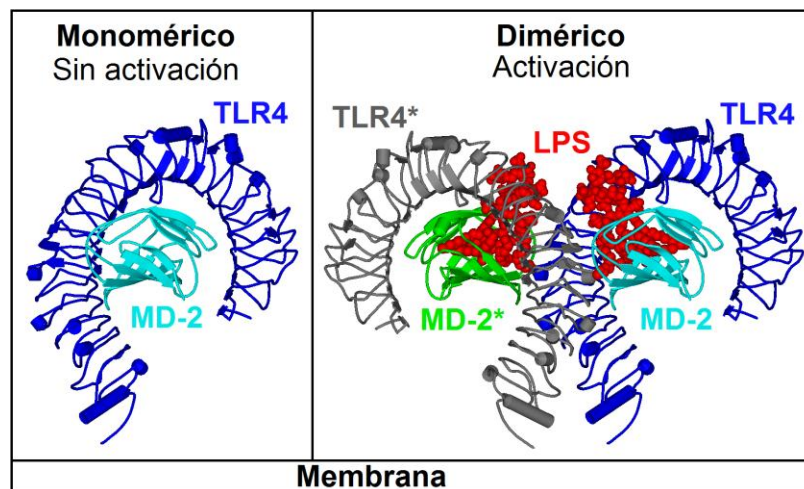 Monomérico
Sin activación
TLR4
MD-2
Dimérico
Activación
TLR4*
LPS
TLR4
MD-2*
MD-2
Membrana